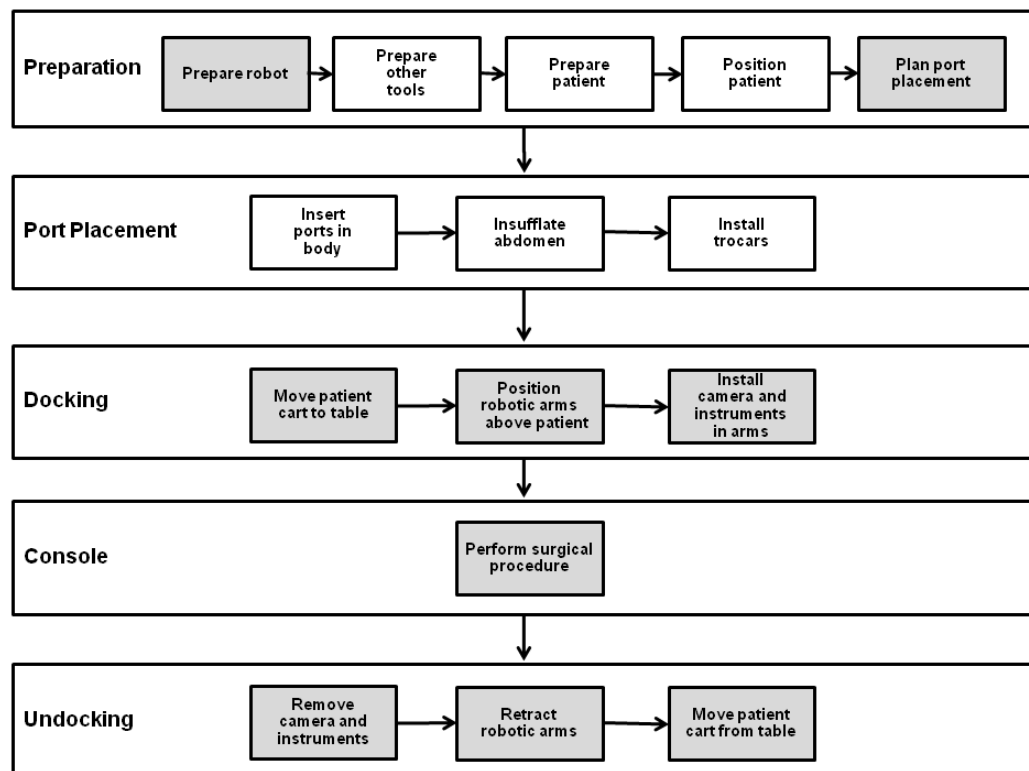 Preparation
Prepare robot
Prepare
other
tools
Prepare
patient
Position
patient
Plan port
placement
Port Placement
Insert
ports in
body
Insufflate
abdomen
Install
trocars
Docking
Move patient
cart to table
Position
robotic arms
above patient
Install
camera and
instruments
in arms
Console
Perform surgical
procedure
Undocking
Remove
camera and
instruments
Retract
robotic arms
Move patient
cart from table